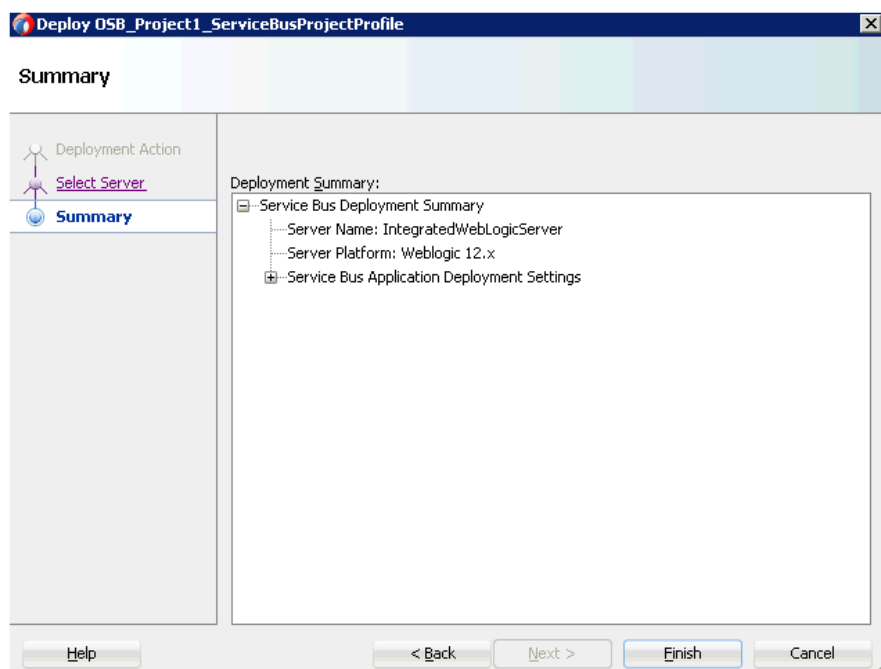 Deploy OSB_Project1_ServiceBusProjectProfile
Summary
Deployment Action
Select Server
Summary
Deployment Summary:
Service Bus Deployment Summary
Server Name: IntegratedWebLogicServer
Server Platform: Weblogic 12.x
Service Bus Application Deployment Settings
Help
< Back
Next >
Finish
Cancel